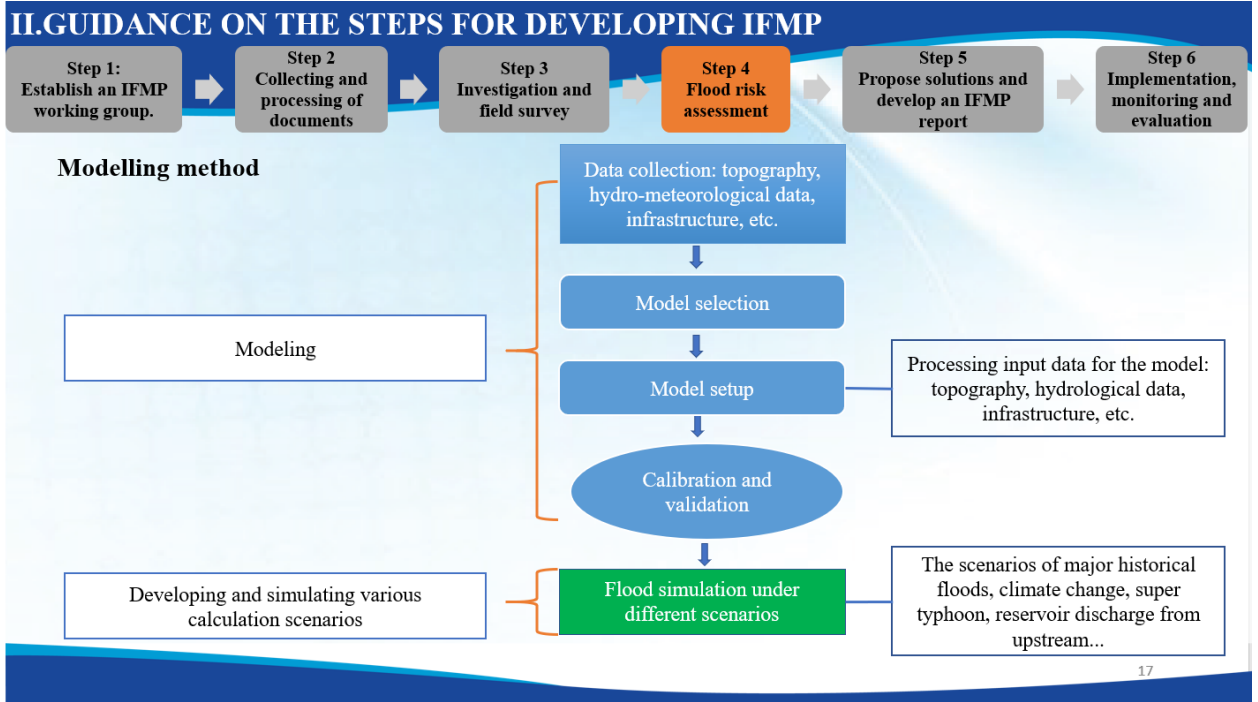 II.GUIDANCE ON THE STEPS FOR DEVELOPING IFMP
Step 1:
Establish an IFMP
working group.
Step 2
Collecting and
processing of
documents
Step 3
Investigation and
field survey
Step 4
Flood risk
assessment
Step 5
Propose solutions and
develop an IFMP
report
Step 6
Implementation,
monitoring and
evaluation
Modelling method
Data collection: topography,
hydro-meteorological data,
infrastructure, etc.
Model selection
Modeling
Model setup
Processing input data for the model:
topography, hydrological data,
infrastructure, etc.
Calibration and
validation
Developing and simulating various
calculation scenarios
Flood simulation under
different scenarios
The scenarios of major historical
floods, climate change, super
typhoon, reservoir discharge from
upstream...
17